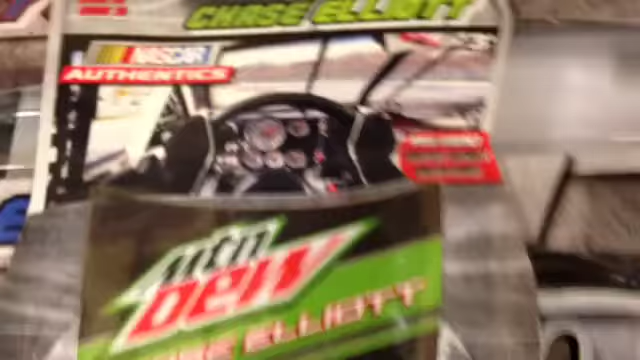 CHASE ELLIOTT
NASCAR
AUTHENTICS
mtn
DEW
CHASE ELLIOTT